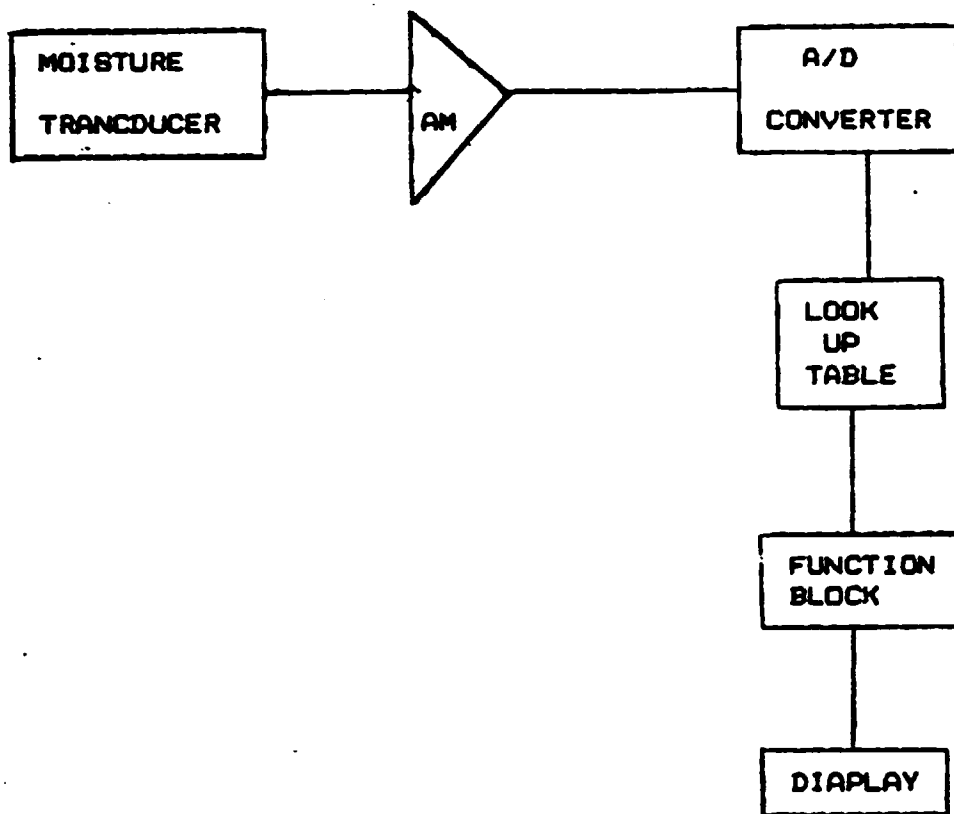 MOISTURE
TRANCDUCER
AM
A/D
CONVERTER
LOOK
UP
TABLE
FUNCTION
BLOCK
DIAPLAY